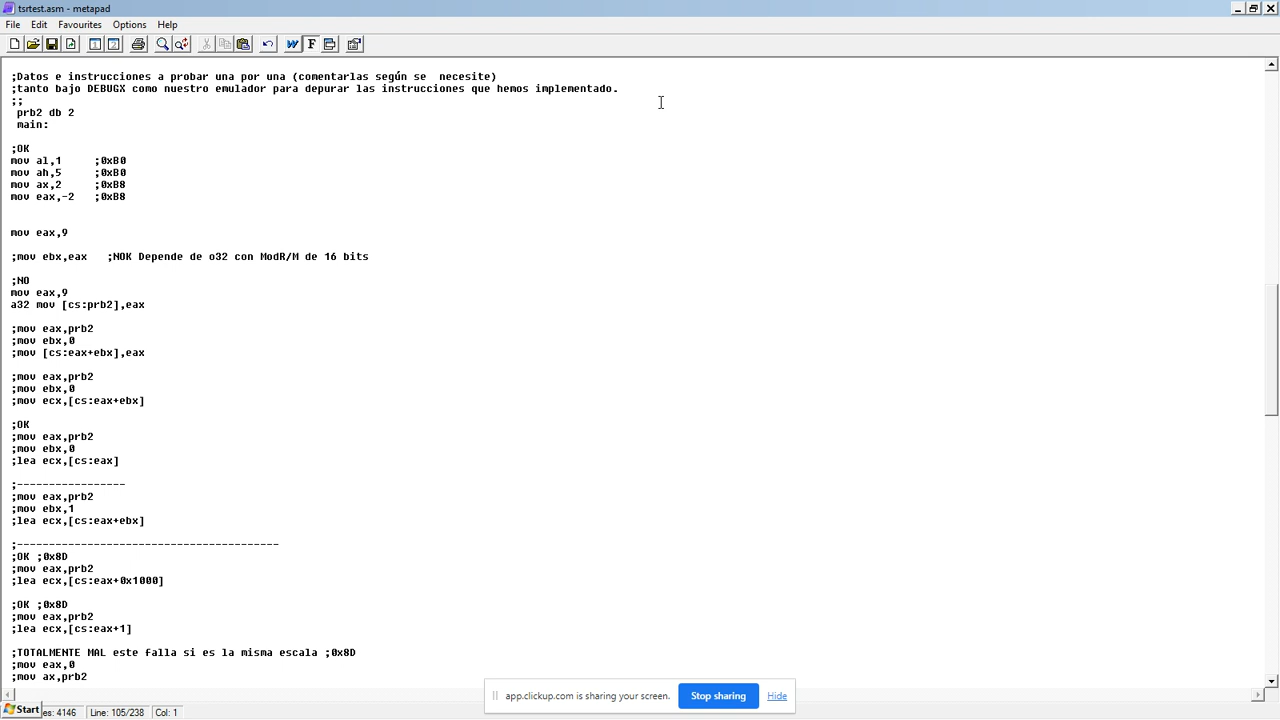 tsrtest.asm - metapad
File Edit Favourites Options Help
;Datos e instrucciones a probar una por una (comentarlas según se  necesite)
;tanto bajo DEBUGX como nuestro emulador para depurar las instrucciones que hemos implementado.
;;
prb2 db 2
main:
;OK
mov al,1     ;0xB0
mov ah,5     ;0xB0
mov ax,2     ;0xB8
mov eax,-2   ;0xB8
mov eax,9
;mov ebx,eax   ;NOK Depende de o32 con ModR/M de 16 bits
;NO
mov eax,9
a32 mov [cs:prb2],eax
;mov eax,prb2
;mov ebx,0
;mov [cs:eax+ebx],eax
;mov eax,prb2
;mov ebx,0
;mov ecx,[cs:eax+ebx]
;OK
;mov eax,prb2
;mov ebx,0
;lea ecx,[cs:eax]
;-----------------
;mov eax,prb2
;mov ebx,1
;lea ecx,[cs:eax+ebx]
;-----------------------------------------
;OK ;0x8D
;mov eax,prb2
;lea ecx,[cs:eax+0x1000]
;OK ;0x8D
;mov eax,prb2
;lea ecx,[cs:eax+1]
;TOTALMENTE MAL este falla si es la misma escala ;0x8D
;mov eax,0
;mov ax,prb2
app.clickup.com is sharing your screen. Stop sharing Hide
Start es: 4146 Line: 105/238 Col: 1